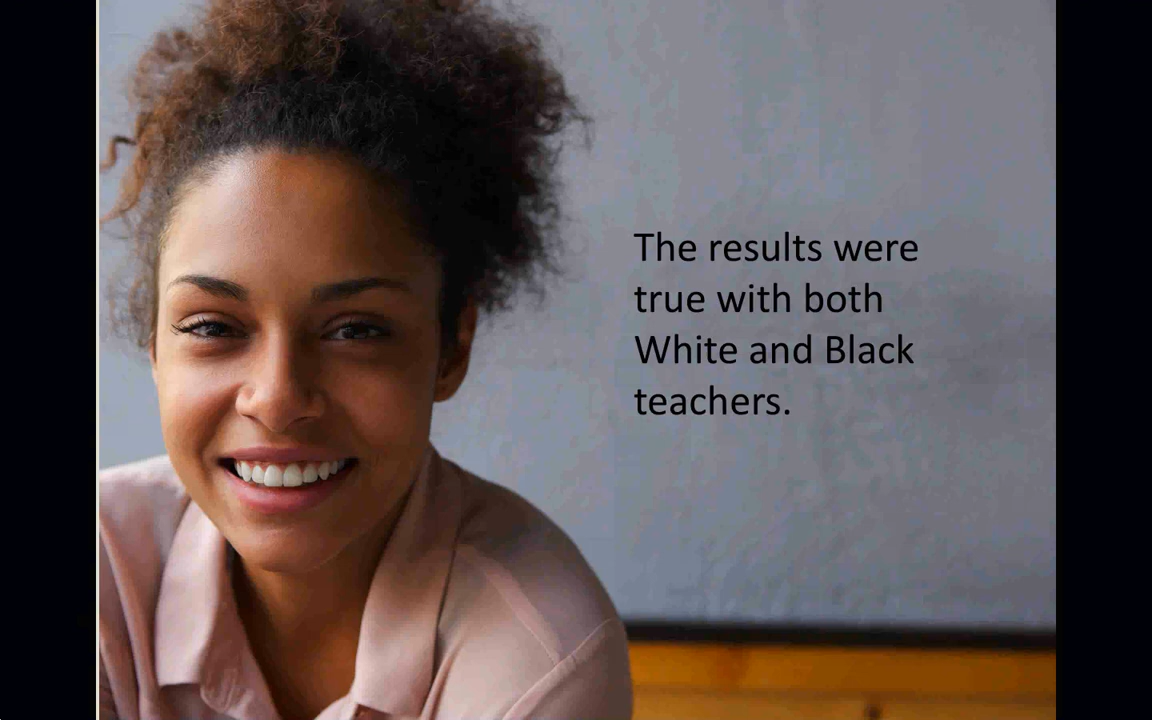 The results were
true with both
White and Black
teachers.